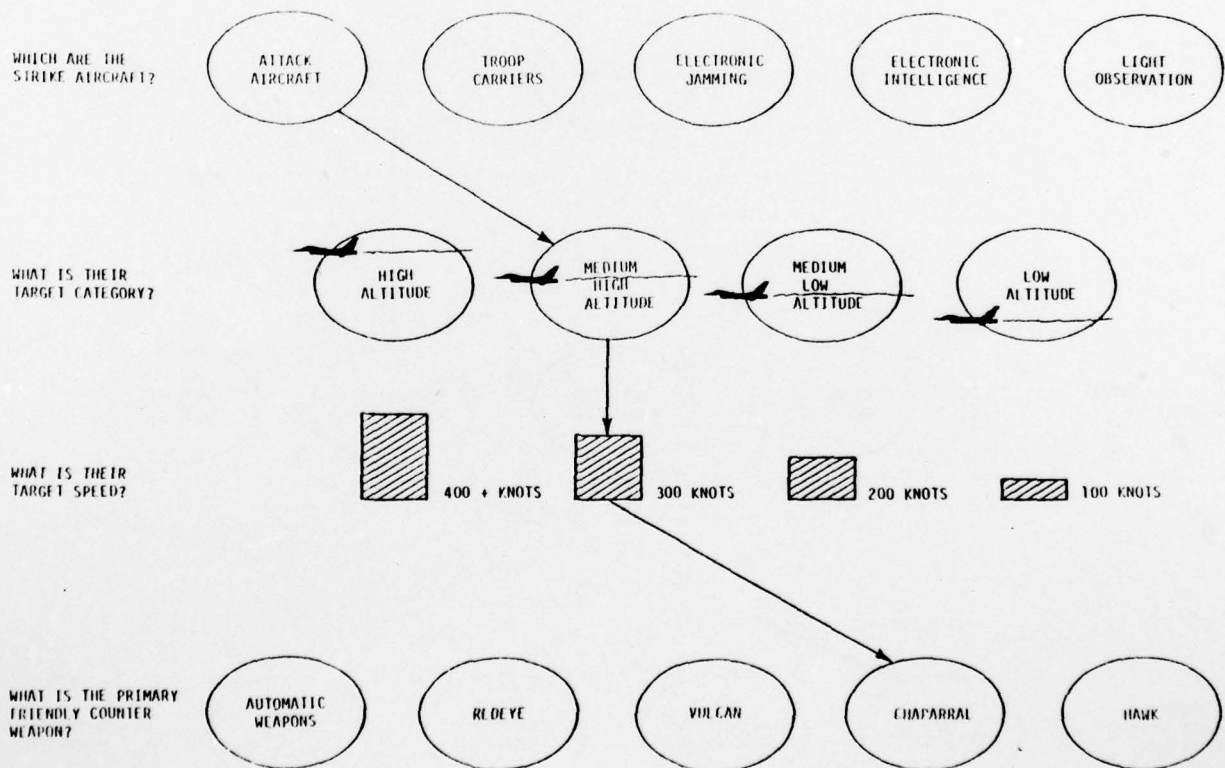 WHICH ARE THE
STRIKE AIRCRAFT?
ATTACK
AIRCRAFT
TROOP
CARRIERS
ELECTRONIC
JAMMING
ELECTRONIC
INTELLIGENCE
LIGHT
OBSERVATION
WHAT IS THEIR
TARGET CATEGORY?
HIGH
ALTITUDE
MEDIUM
HIGH
ALTITUDE
MEDIUM
LOW
ALTITUDE
LOW
ALTITUDE
WHAT IS THEIR
TARGET SPEED?
400 + KNOTS
300 KNOTS
200 KNOTS
100 KNOTS
WHAT IS THE PRIMARY
FRIENDLY COUNTER
WEAPON?
AUTOMATIC
WEAPONS
REDEYE
VULCAN
CHAPARRAL
HAWK